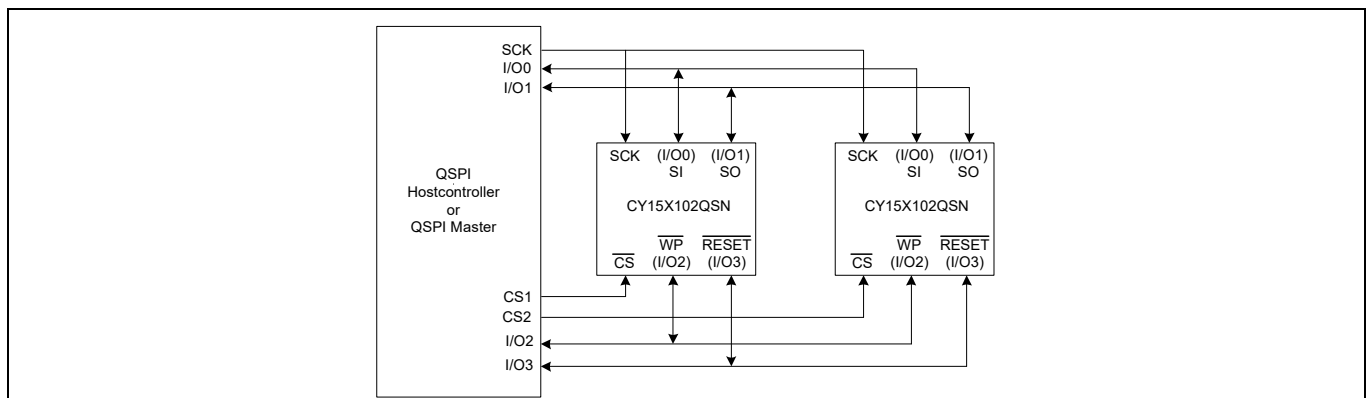 SCK
I/O0
I/O1
QSPI
Hostcontroller
or
QSPI Master
CS1
CS2
I/O2
I/O3
SCK (I/O0) (I/O1)
SI SO
CY15X102QSN
WP RESET
CS (I/O2) (I/O3)
SCK (I/O0) (I/O1)
SI SO
CY15X102QSN
WP RESET
CS (I/O2) (I/O3)